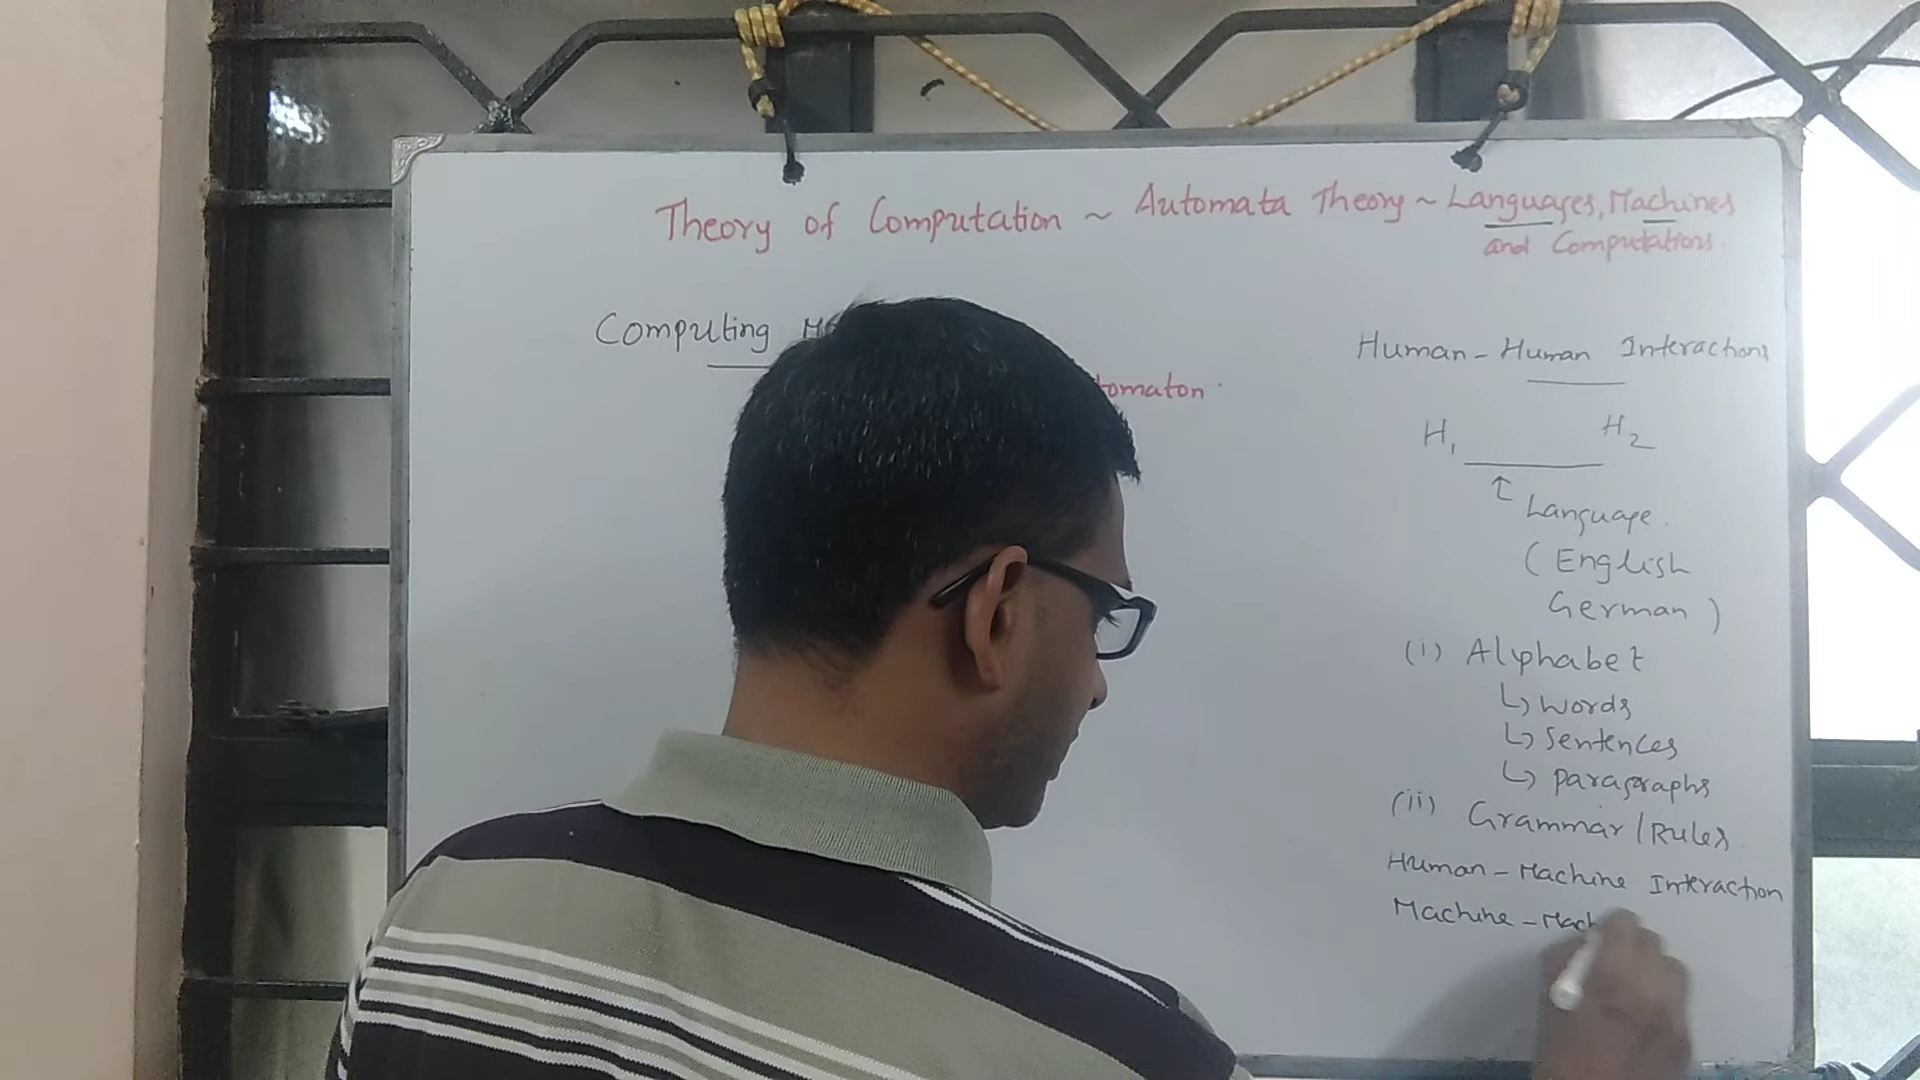 Theory of Computation ~ Automata Theory ~ Languages, Machines
and Computations.
Computing
tomaton.
Human - Human Interactions
H1 H2
Language.
(English
German)
(i) Alphabet
↳ words
↳ sentences
↳ paragraphs
(ii) Grammar / Rules.
Human - Machine Interaction
Machine - Mach